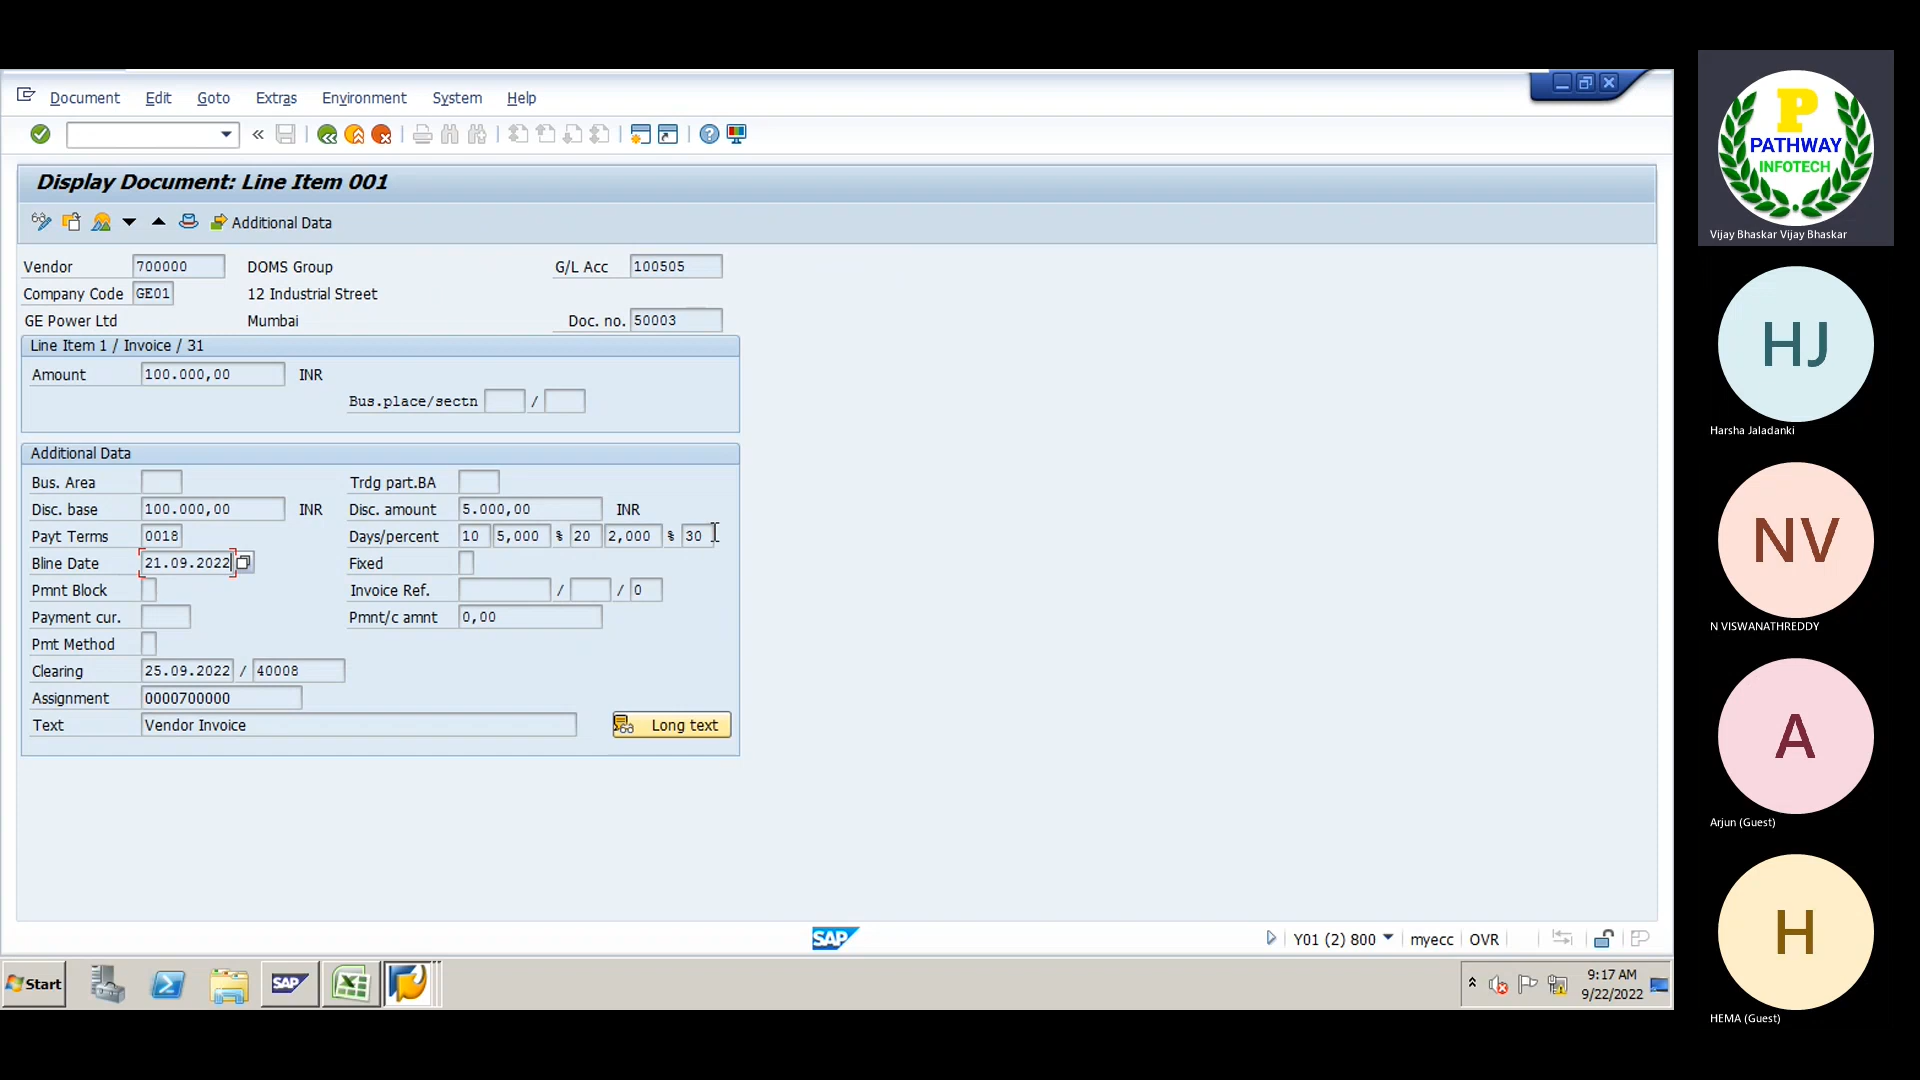 Document Edit Goto Extras Environment System Help
Display Document: Line Item 001
Additional Data
Vendor 700000 DOMS Group G/L Acc 100505
Company Code GE01 12 Industrial Street
GE Power Ltd Mumbai Doc. no. 50003
Line Item 1 / Invoice / 31
Amount 100.000,00 INR
Bus.place/sectn /
Additional Data
Bus. Area Trdg part.BA
Disc. base 100.000,00 INR Disc. amount 5.000,00 INR
Payt Terms 0018 Days/percent 10 5,000 % 20 2,000 % 30
Bline Date 21.09.2022 Fixed
Pmnt Block Invoice Ref. / / 0
Payment cur. Pmnt/c amnt 0,00
Pmt Method
Clearing 25.09.2022 / 40008
Assignment 0000700000
Text Vendor Invoice Long text
SAP Y01 (2) 800 myecc OVR
Start SAP 9:17 AM
9/22/2022
P
PATHWAY
INFOTECH
Vijay Bhaskar Vijay Bhaskar
HJ
Harsha Jaladanki
NV
N VISWANATHREDDY
A
Arjun (Guest)
H
HEMA (Guest)